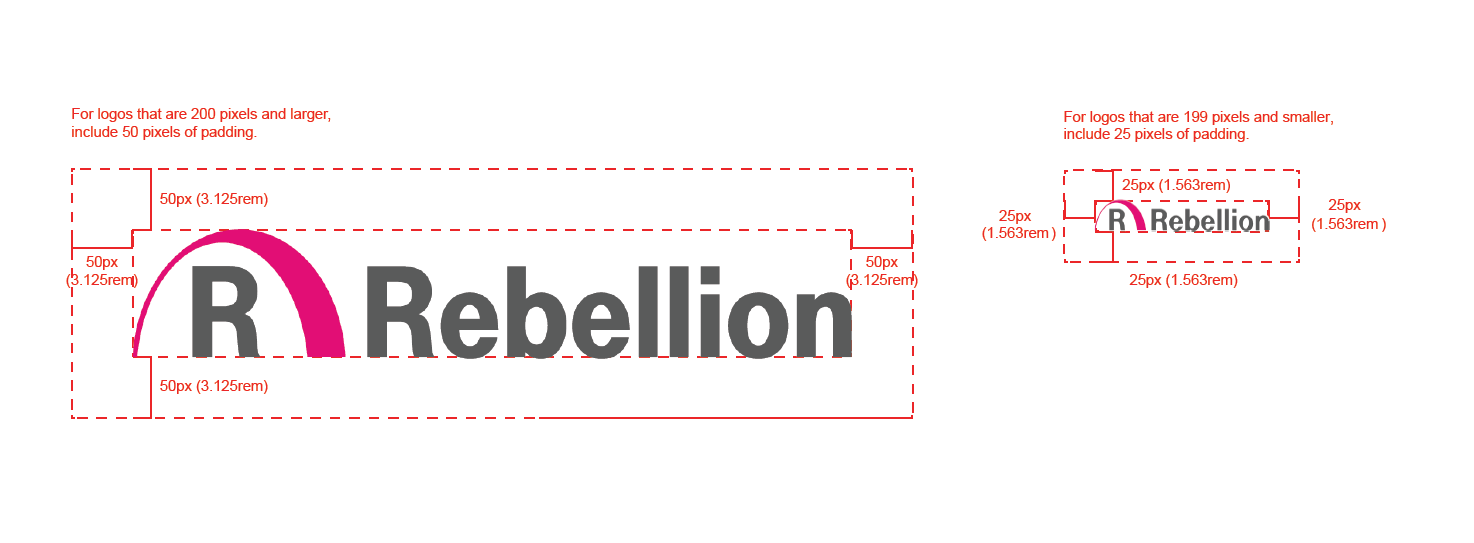 For logos that are 200 pixels and larger,
include 50 pixels of padding.
50px (3.125rem)
50px
(3.125rem)
50px
(3.125rem)
R Rebellion
50px (3.125rem)
For logos that are 199 pixels and smaller,
include 25 pixels of padding.
25px (1.563rem)
25px
(1.563rem )
R Rebellion
25px
(1.563rem )
25px (1.563rem)